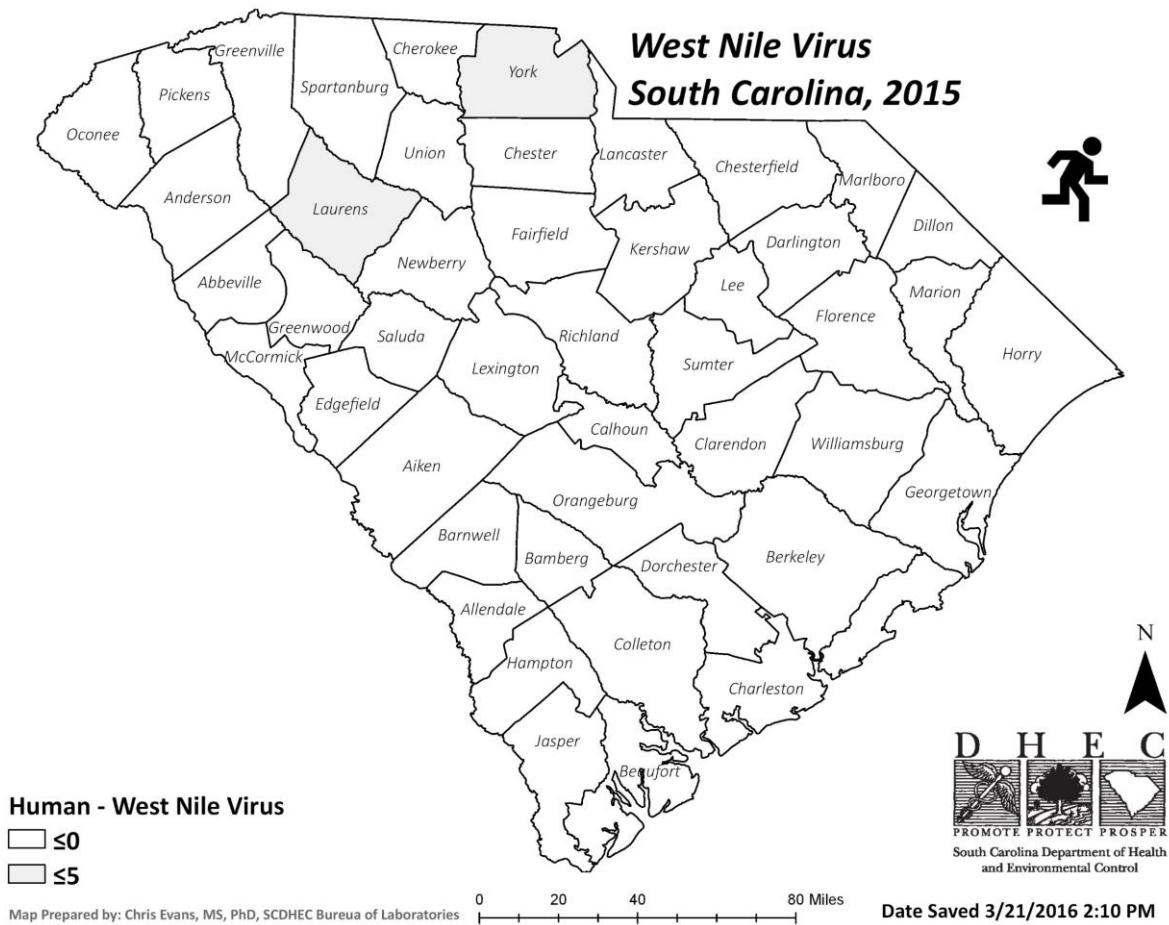 West Nile Virus
South Carolina, 2015
Greenville
Cherokee
York
Spartanburg
Pickens
Oconee
Union
Chester
Lancaster
Chesterfield
Marlboro
Anderson
Laurens
Fairfield
Kershaw
Darlington
Dillon
Abbeville
Newberry
Lee
Marion
Greenwood
Saluda
Richland
Florence
McCormick
Lexington
Sumter
Horry
Edgefield
Calhoun
Clarendon
Williamsburg
Aiken
Orangeburg
Georgetown
Barnwell
Bamberg
Dorchester
Berkeley
Allendale
Colleton
Hampton
Charleston
Jasper
Beaufort
N
D H E C
PROMOTE PROTECT PROSPER
South Carolina Department of Health
and Environmental Control
Human - West Nile Virus
≤0
≤5
Map Prepared by: Chris Evans, MS, PhD, SCDHEC Bureua of Laboratories
0 20 40 80 Miles
Date Saved 3/21/2016 2:10 PM